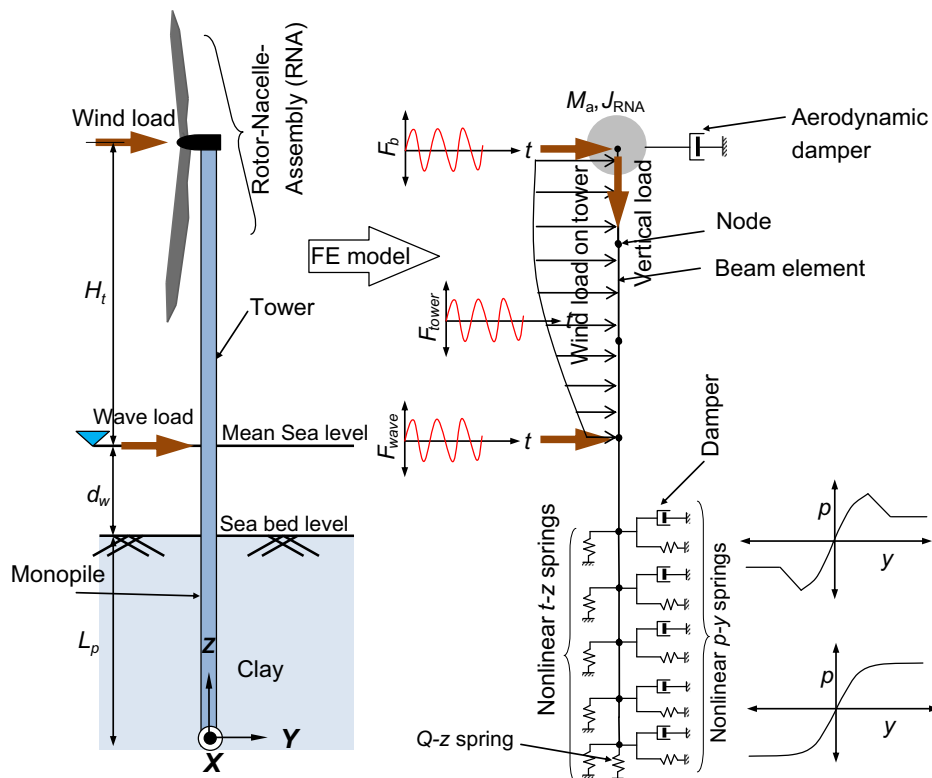 Rotor-Nacelle-
Assembly (RNA)
Wind load
H_t
Tower
Wave load
Mean Sea level
d_w
Sea bed level
Monopile
L_p
Z
Clay
Y
X
FE model
F_b
t
M_a, J_RNA
Aerodynamic
damper
Wind load on tower
Vertical load
Node
Beam element
F_tower
t
F_wave
t
Damper
Nonlinear t-z springs
Nonlinear p-y springs
Q-z spring
p
y
p
y